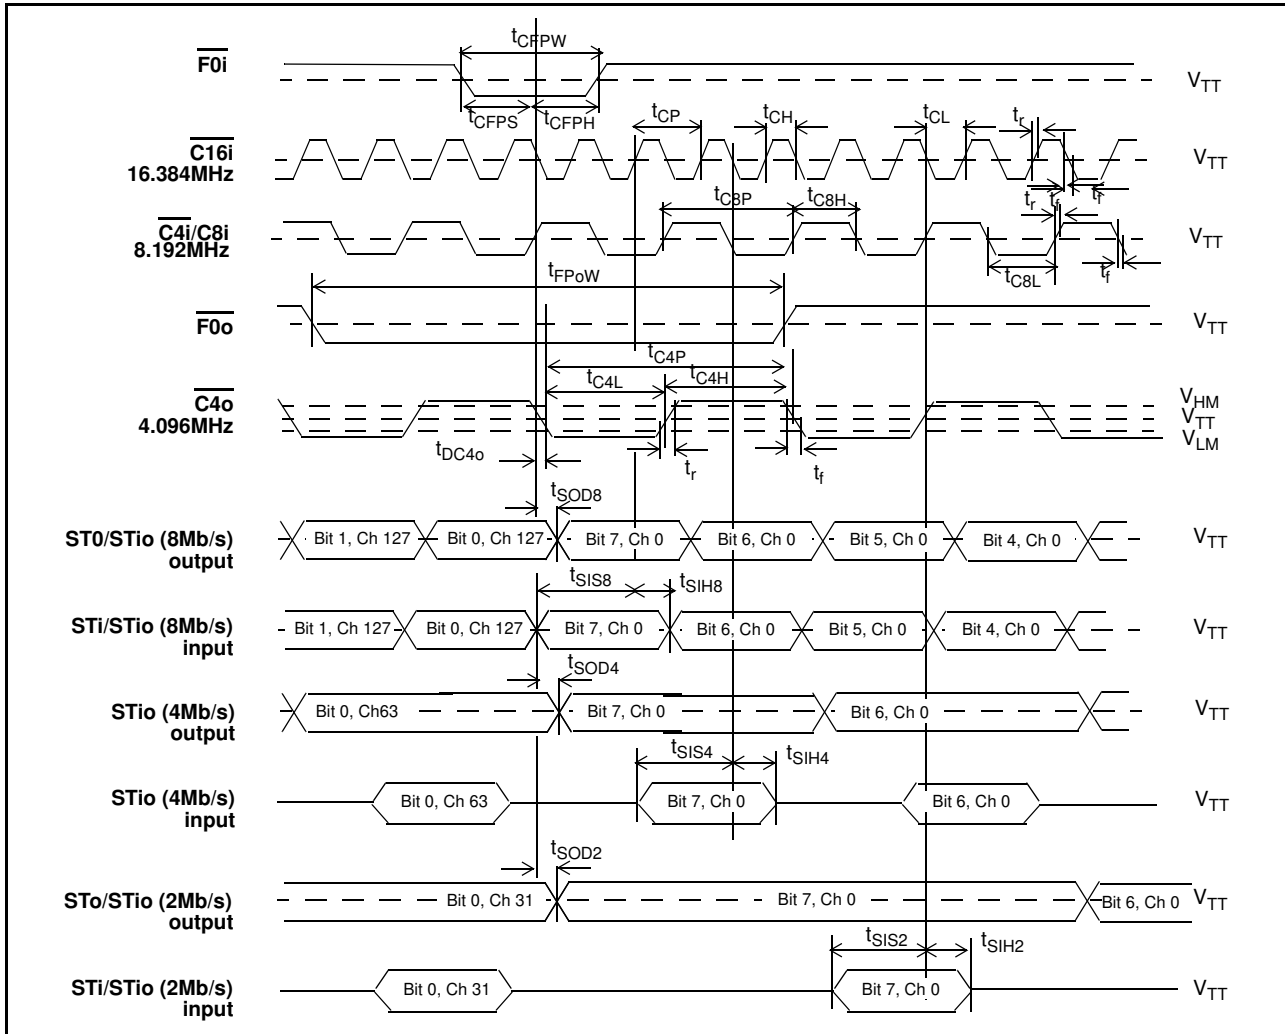 F0i
tCFPW
VTT
tCFPS tCFPH tCP tCH tCL tr
C16i
16.384MHz
VTT
tf
tC8P tC8H tr tf
C4i/C8i
8.192MHz
VTT
tFPoW tC8L tf
F0o
VTT
tC4P
tC4L tC4H
C4o
4.096MHz
VHM
VTT
VLM
tDC4o tr tf
tSOD8
ST0/STio (8Mb/s)
output
Bit 1, Ch 127 Bit 0, Ch 127 Bit 7, Ch 0 Bit 6, Ch 0 Bit 5, Ch 0 Bit 4, Ch 0 VTT
tSIS8 tSIH8
STi/STio (8Mb/s)
input
Bit 1, Ch 127 Bit 0, Ch 127 Bit 7, Ch 0 Bit 6, Ch 0 Bit 5, Ch 0 Bit 4, Ch 0 VTT
tSOD4
STio (4Mb/s)
output
Bit 0, Ch63 Bit 7, Ch 0 Bit 6, Ch 0 VTT
tSIS4 tSIH4
STio (4Mb/s)
input
Bit 0, Ch 63 Bit 7, Ch 0 Bit 6, Ch 0 VTT
tSOD2
STo/STio (2Mb/s)
output
Bit 0, Ch 31 Bit 7, Ch 0 Bit 6, Ch 0 VTT
tSIS2 tSIH2
STi/STio (2Mb/s)
input
Bit 0, Ch 31 Bit 7, Ch 0 VTT